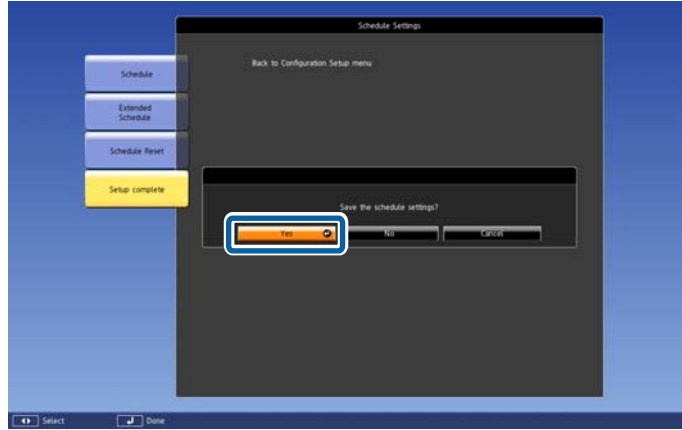 Schedule Settings
Back to Configuration Setup menu
Schedule
Extended
Schedule
Schedule Reset
Setup complete
Save the schedule settings?
Yes No Cancel
Select Done